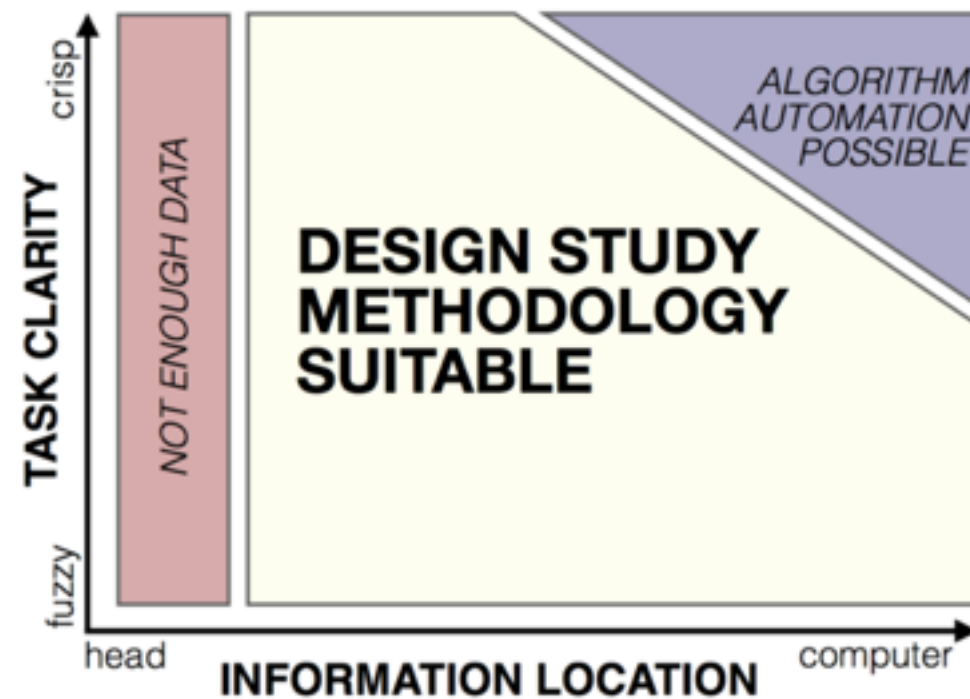 crisp
TASK CLARITY
fuzzy
NOT ENOUGH DATA
DESIGN STUDY
METHODOLOGY
SUITABLE
ALGORITHM
AUTOMATION
POSSIBLE
head
INFORMATION LOCATION
computer